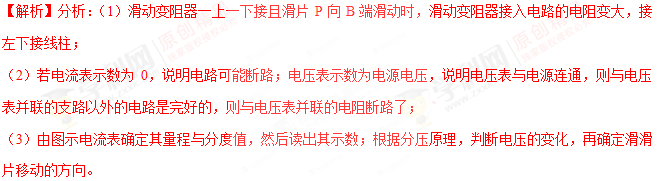 【解析】分析：（1）滑动变阻器一上一下接且滑片 P 向 B 端滑动时，滑动变阻器接入电路的电阻变大，接
左下接线柱；
（2）若电流表示数为 0，说明电路可能断路；电压表示数为电源电压，说明电压表与电源连通，则与电压
表并联的支路以外的电路是完好的，则与电压表并联的电阻断路了；
（3）由图示电流表确定其量程与分度值，然后读出其示数；根据分压原理，判断电压的变化，再确定滑滑
片移动的方向。